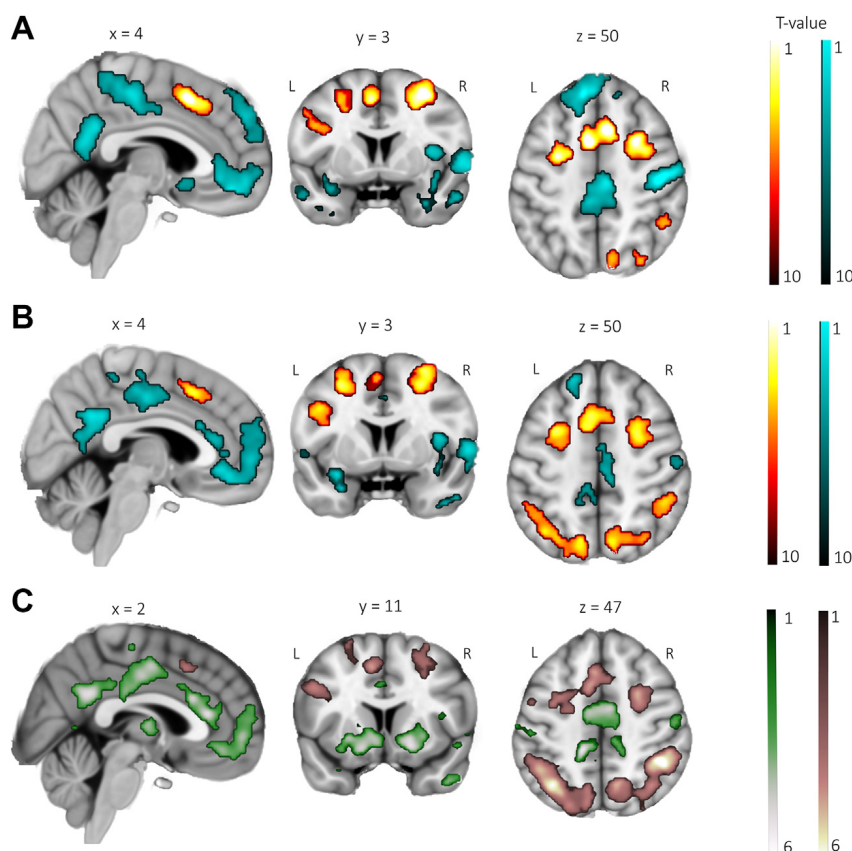 A
x = 4
y = 3
z = 50
T-value
L
R
L
R
1
1
10
10
B
x = 4
y = 3
z = 50
L
R
L
R
1
1
10
10
C
x = 2
y = 11
z = 47
L
R
L
R
1
1
6
6